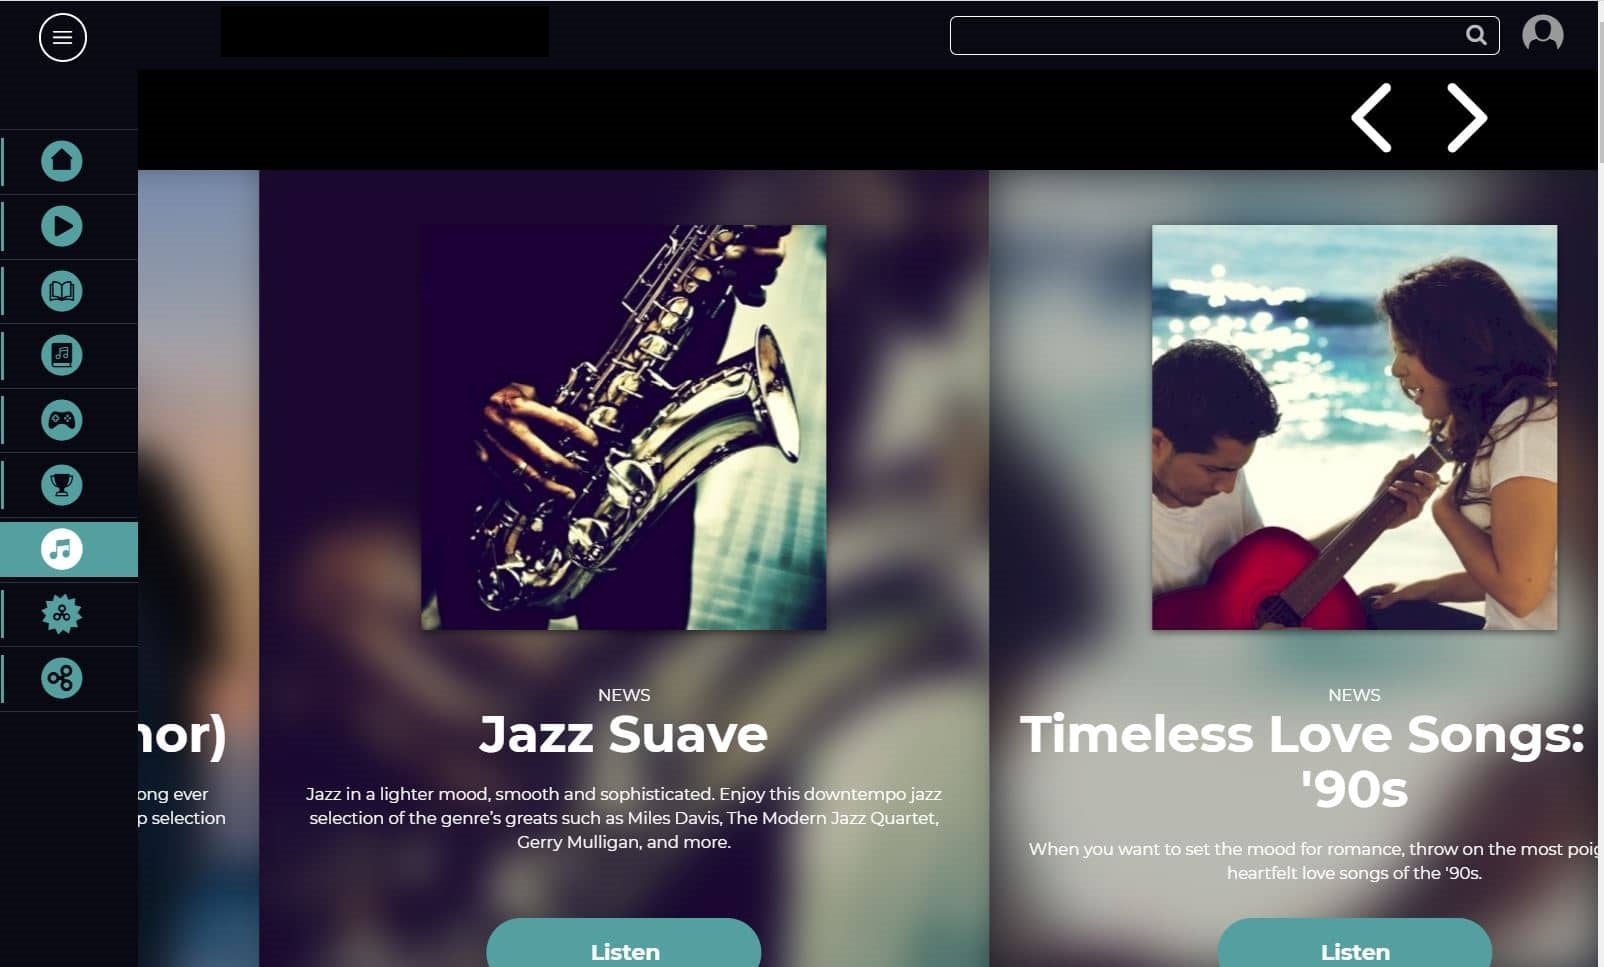 nor)
ong ever
p selection
NEWS
Jazz Suave
Jazz in a lighter mood, smooth and sophisticated. Enjoy this downtempo jazz
selection of the genre’s greats such as Miles Davis, The Modern Jazz Quartet,
Gerry Mulligan, and more.
Listen
NEWS
Timeless Love Songs:
'90s
When you want to set the mood for romance, throw on the most poig
heartfelt love songs of the '90s.
Listen